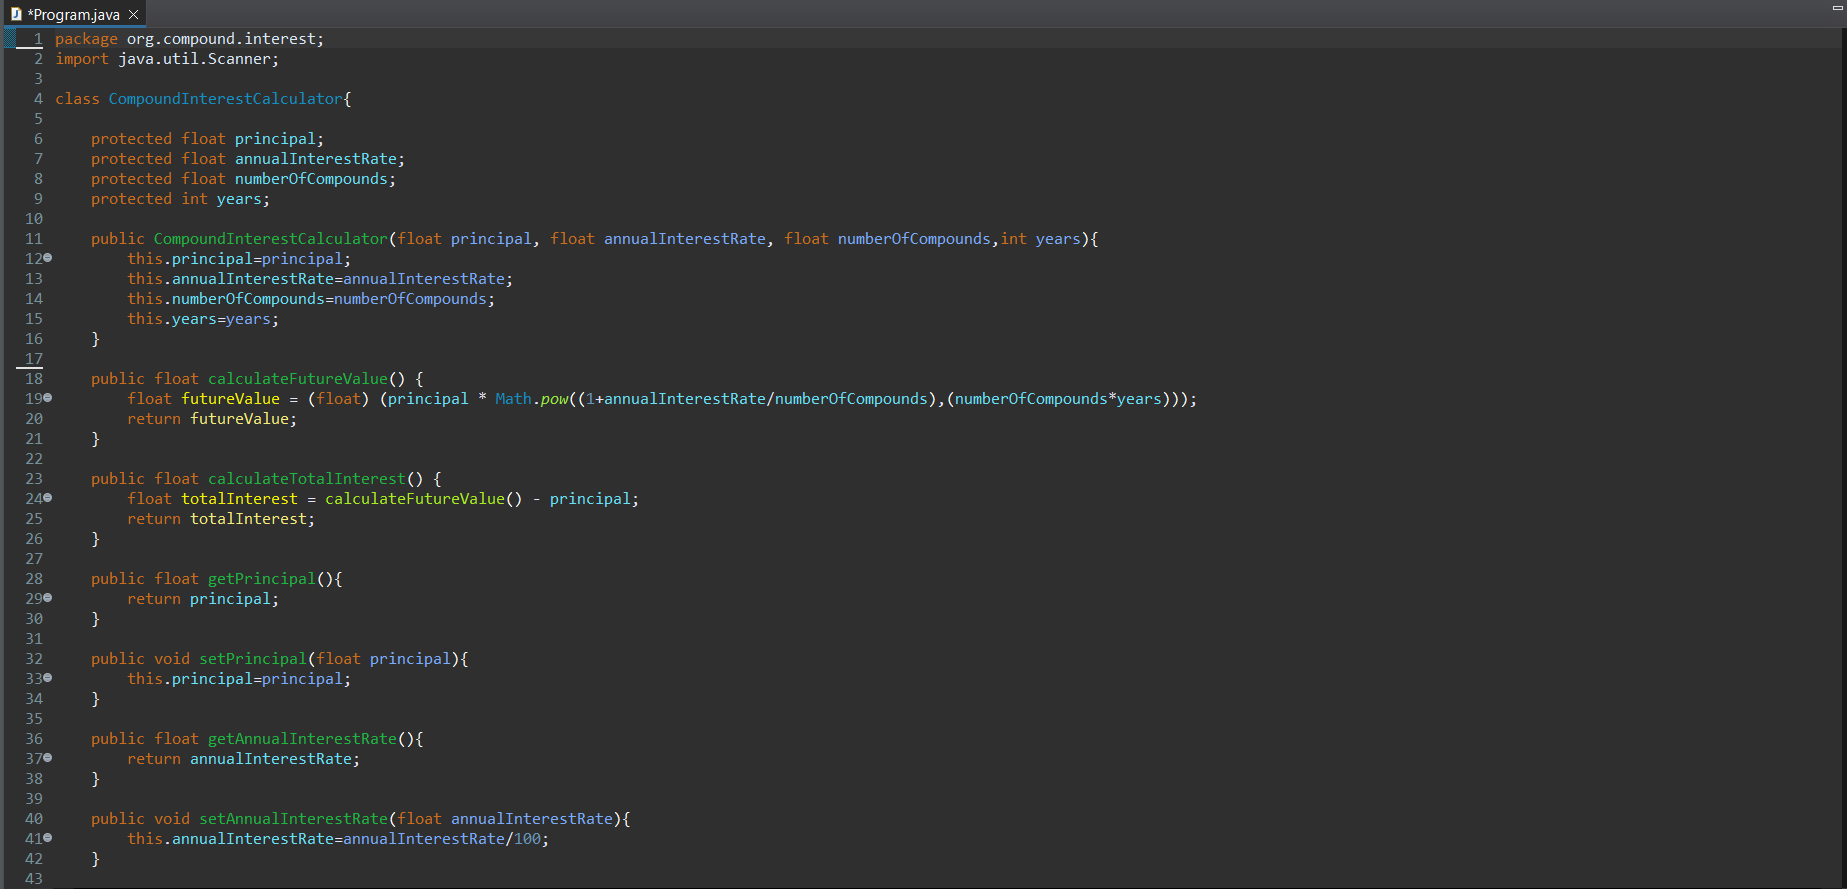 *Program.java
1 package org.compound.interest;
2 import java.util.Scanner;
3
4 class CompoundInterestCalculator{
5
6     protected float principal;
7     protected float annualInterestRate;
8     protected float numberOfCompounds;
9     protected int years;
10
11     public CompoundInterestCalculator(float principal, float annualInterestRate, float numberOfCompounds,int years){
12         this.principal=principal;
13         this.annualInterestRate=annualInterestRate;
14         this.numberOfCompounds=numberOfCompounds;
15         this.years=years;
16     }
17
18     public float calculateFutureValue() {
19         float futureValue = (float) (principal * Math.pow((1+annualInterestRate/numberOfCompounds),(numberOfCompounds*years)));
20         return futureValue;
21     }
22
23     public float calculateTotalInterest() {
24         float totalInterest = calculateFutureValue() - principal;
25         return totalInterest;
26     }
27
28     public float getPrincipal(){
29         return principal;
30     }
31
32     public void setPrincipal(float principal){
33         this.principal=principal;
34     }
35
36     public float getAnnualInterestRate(){
37         return annualInterestRate;
38     }
39
40     public void setAnnualInterestRate(float annualInterestRate){
41         this.annualInterestRate=annualInterestRate/100;
42     }
43